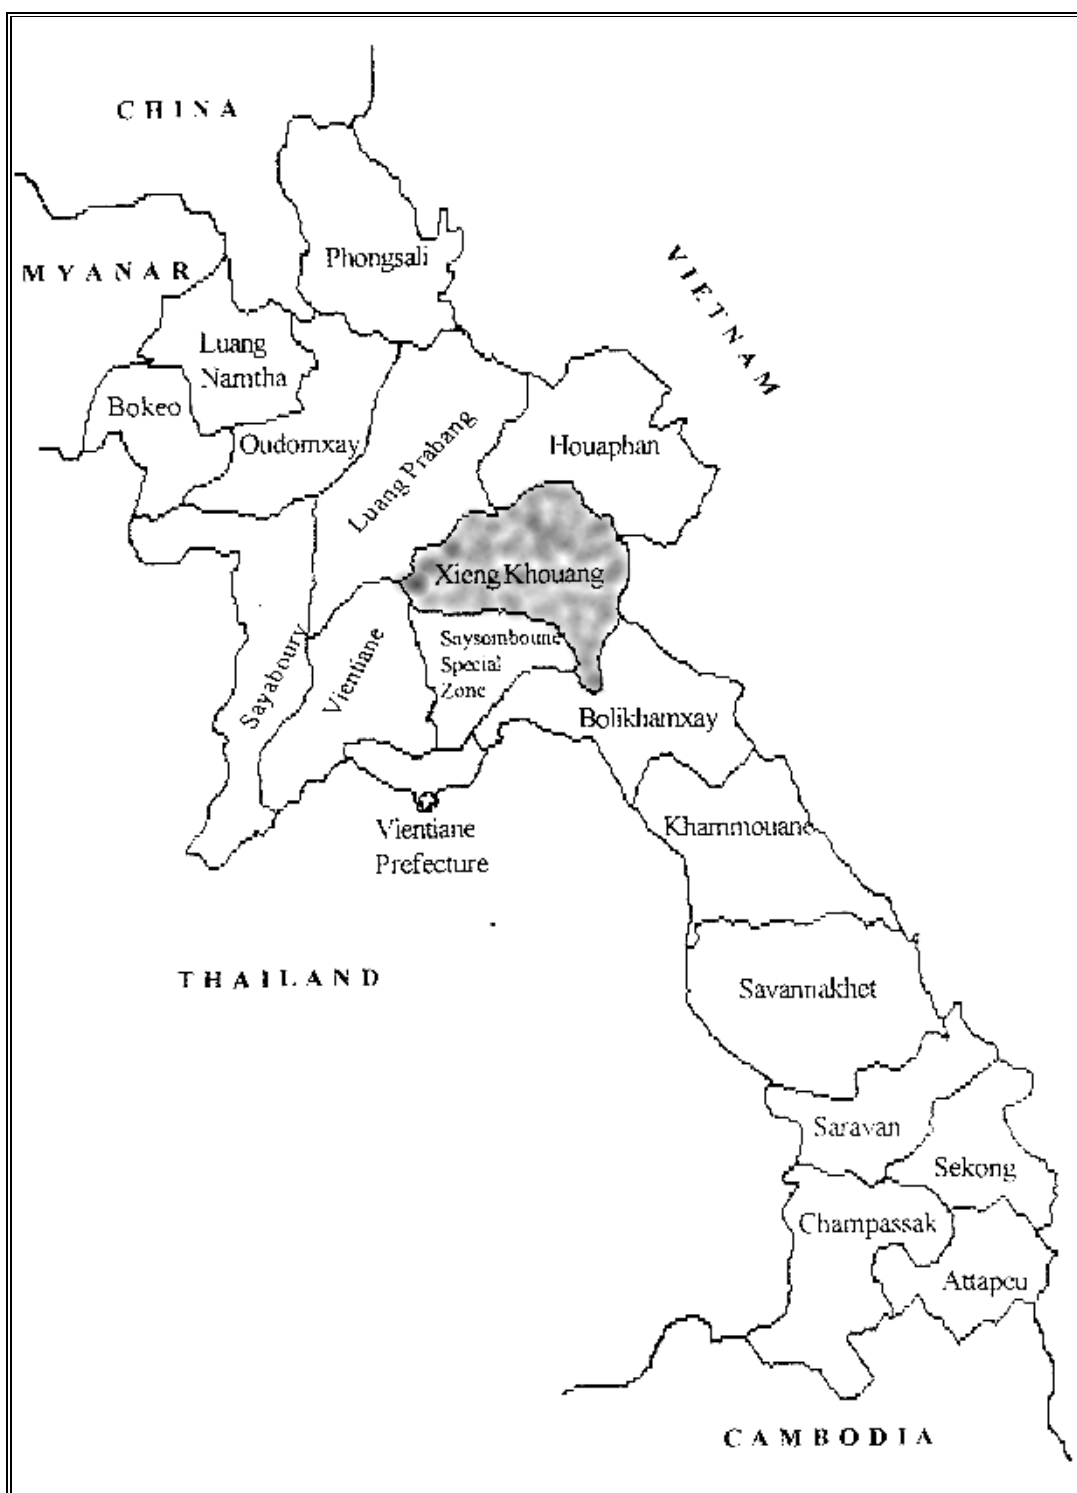 CHINA
Phongsali
MYANAR
VIETNAM
Luang
Namtha
Bokeo
Oudomxay
Luang Prabang
Houaphan
Xieng Khouang
Saysomboune
Special
Zone
Sayaboury
Vientiane
Bolikhamxay
Vientiane
Prefecture
Khammouane
THAILAND
Savannakhet
Saravan
Sekong
Champassak
Attapeu
CAMBODIA